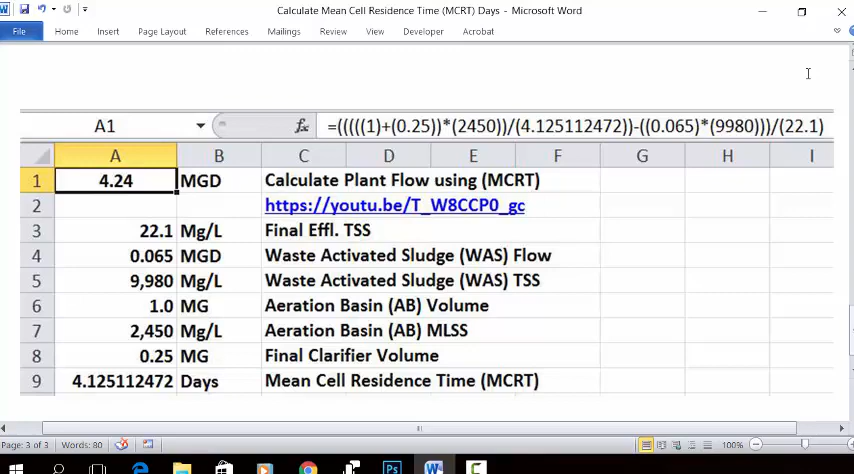 Calculate Mean Cell Residence Time (MCRT) Days - Microsoft Word
File Home Insert Page Layout References Mailings Review View Developer Acrobat
A1 fx =(((((1)+(0.25))*(2450))/(4.125112472))-((0.065)*(9980)))/(22.1)
A B C D E F G H I
1 4.24 MGD Calculate Plant Flow using (MCRT)
2 https://youtu.be/T_W8CCP0_gc
3 22.1 Mg/L Final Effl. TSS
4 0.065 MGD Waste Activated Sludge (WAS) Flow
5 9,980 Mg/L Waste Activated Sludge (WAS) TSS
6 1.0 MG Aeration Basin (AB) Volume
7 2,450 Mg/L Aeration Basin (AB) MLSS
8 0.25 MG Final Clarifier Volume
9 4.125112472 Days Mean Cell Residence Time (MCRT)
Page: 3 of 3 Words: 80 100%
Ps